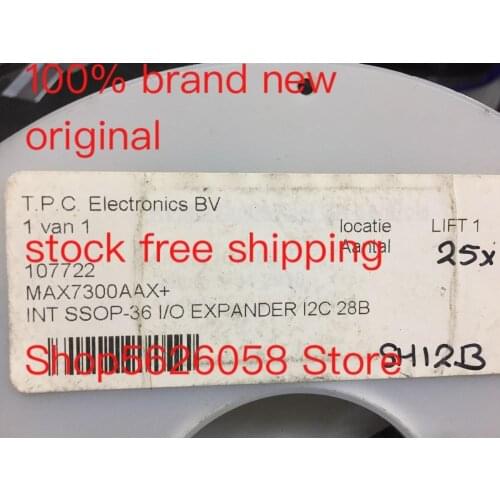 100% brand new
original
T.P.C. Electronics BV
1 van 1
locatie LIFT 1
stock free shipping
Aantal 25x
107722
MAX7300AAX+
INT SSOP-36 I/O EXPANDER I2C 28B
Shop5626058 Store
SH12B